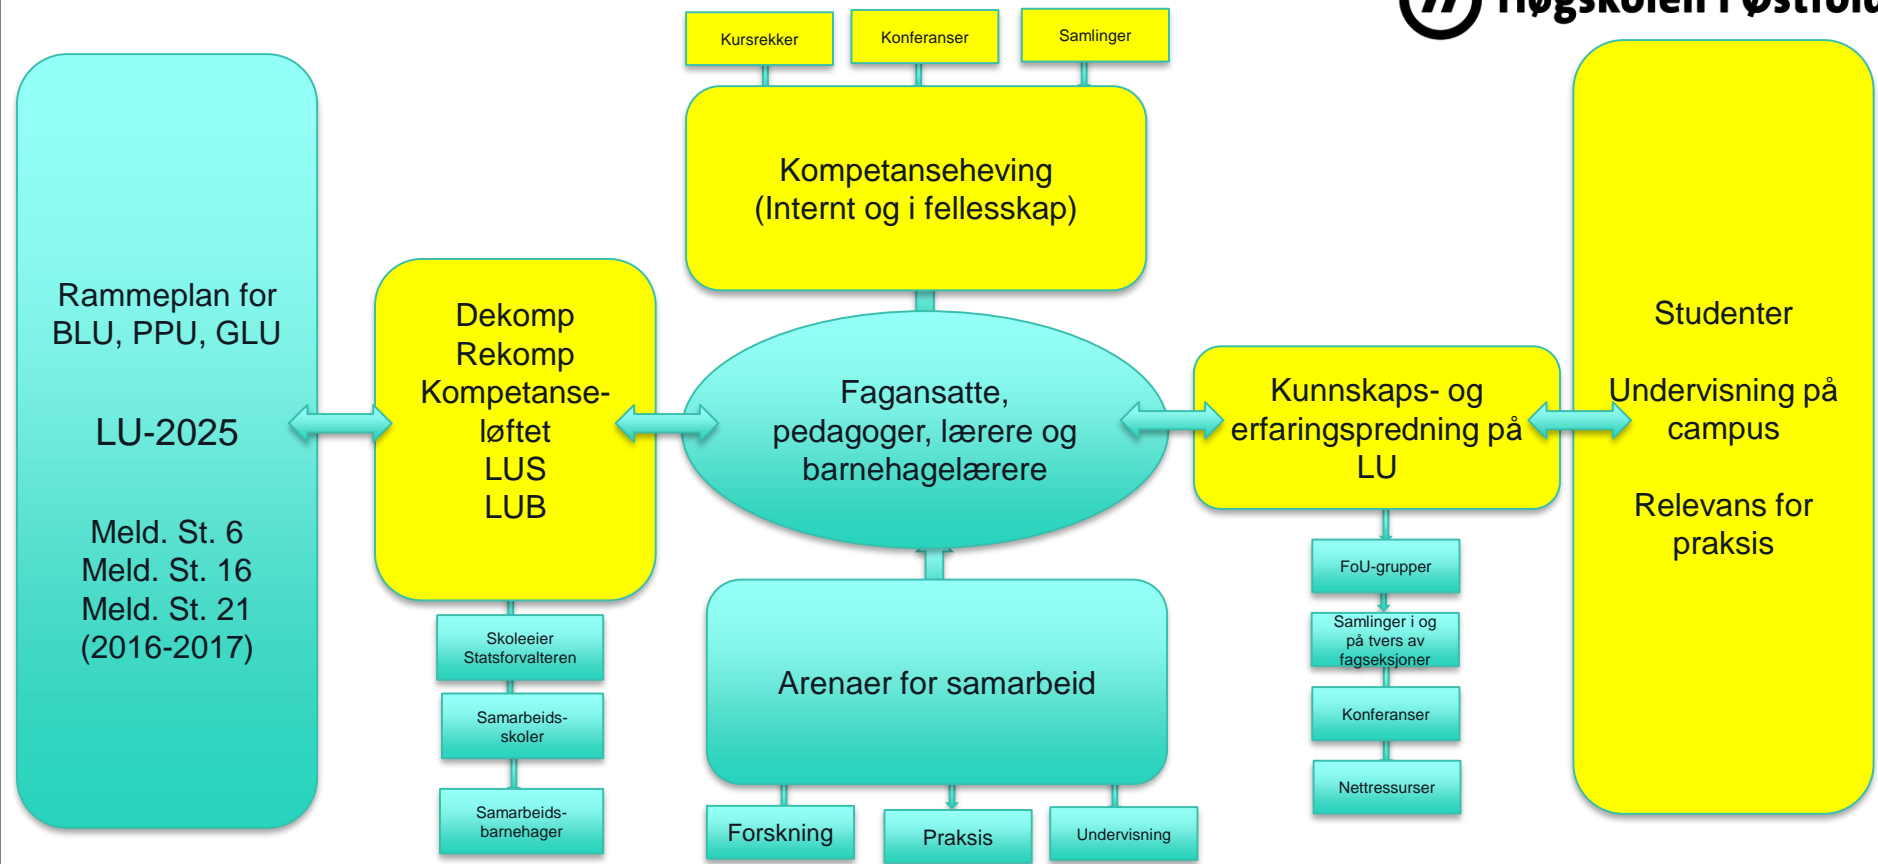 Høgskolen i Østfold
Kursrekker
Konferanser
Samlinger
Kompetanseheving
(Internt og i fellesskap)
Rammeplan for
BLU, PPU, GLU
LU-2025
Meld. St. 6
Meld. St. 16
Meld. St. 21
(2016-2017)
Dekomp
Rekomp
Kompetanse-
løftet
LUS
LUB
Skoleeier
Statsforvalteren
Samarbeids-
skoler
Samarbeids-
barnehager
Fagansatte,
pedagoger, lærere og
barnehagelærere
Arenaer for samarbeid
Forskning
Praksis
Undervisning
Kunnskaps- og
erfaringspredning på
LU
FoU-grupper
Samlinger i og
på tvers av
fagseksjoner
Konferanser
Nettressurser
Studenter
Undervisning på
campus
Relevans for
praksis